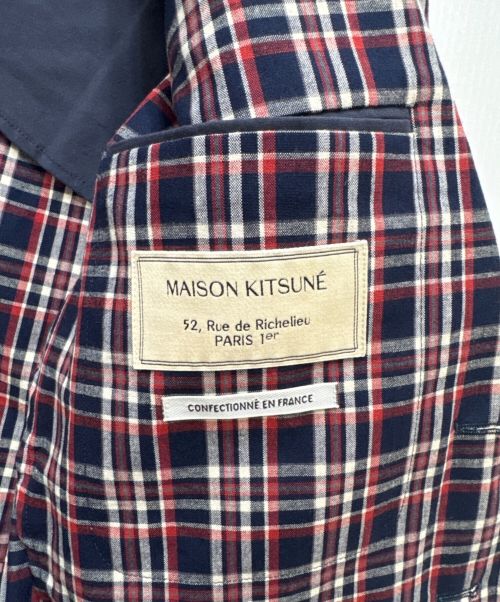 MAISON KITSUNÉ
52, Rue de Richelieu
PARIS 1er
CONFECTIONNÉ EN FRANCE